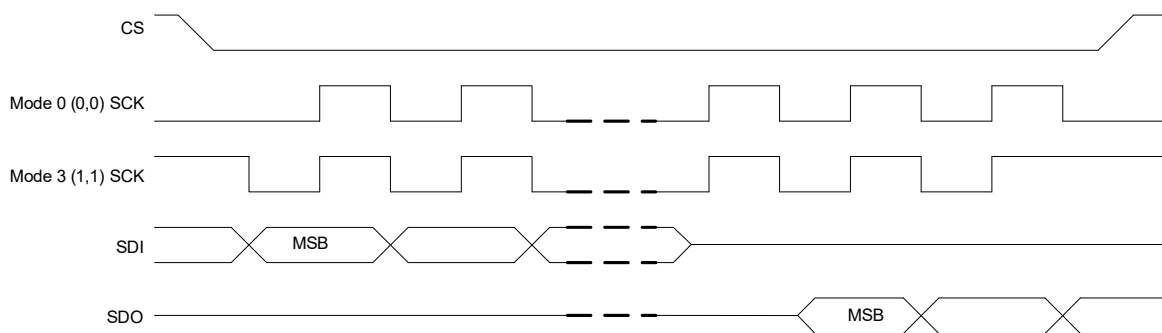 CS
Mode 0 (0,0) SCK
Mode 3 (1,1) SCK
SDI
MSB
SDO
MSB